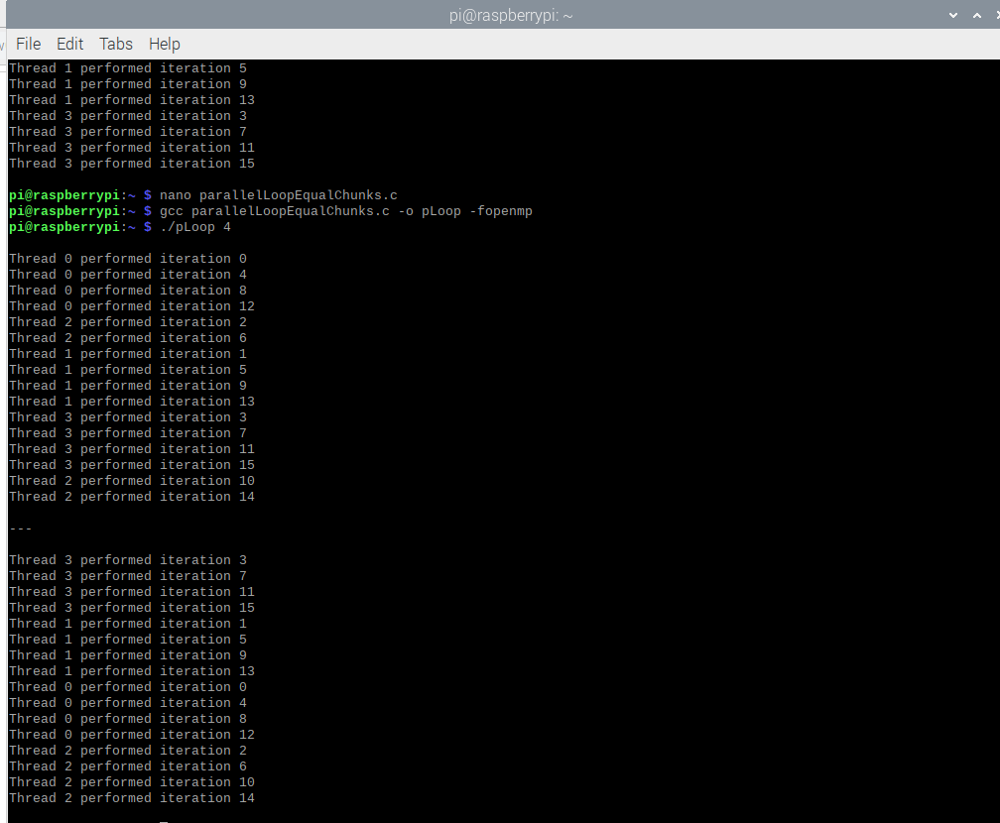 pi@raspberrypi: ~
File Edit Tabs Help
Thread 1 performed iteration 5
Thread 1 performed iteration 9
Thread 1 performed iteration 13
Thread 3 performed iteration 3
Thread 3 performed iteration 7
Thread 3 performed iteration 11
Thread 3 performed iteration 15
pi@raspberrypi:~ $ nano parallelLoopEqualChunks.c
pi@raspberrypi:~ $ gcc parallelLoopEqualChunks.c -o pLoop -fopenmp
pi@raspberrypi:~ $ ./pLoop 4
Thread 0 performed iteration 0
Thread 0 performed iteration 4
Thread 0 performed iteration 8
Thread 0 performed iteration 12
Thread 2 performed iteration 2
Thread 2 performed iteration 6
Thread 1 performed iteration 1
Thread 1 performed iteration 5
Thread 1 performed iteration 9
Thread 1 performed iteration 13
Thread 3 performed iteration 3
Thread 3 performed iteration 7
Thread 3 performed iteration 11
Thread 3 performed iteration 15
Thread 2 performed iteration 10
Thread 2 performed iteration 14
---
Thread 3 performed iteration 3
Thread 3 performed iteration 7
Thread 3 performed iteration 11
Thread 3 performed iteration 15
Thread 1 performed iteration 1
Thread 1 performed iteration 5
Thread 1 performed iteration 9
Thread 1 performed iteration 13
Thread 0 performed iteration 0
Thread 0 performed iteration 4
Thread 0 performed iteration 8
Thread 0 performed iteration 12
Thread 2 performed iteration 2
Thread 2 performed iteration 6
Thread 2 performed iteration 10
Thread 2 performed iteration 14